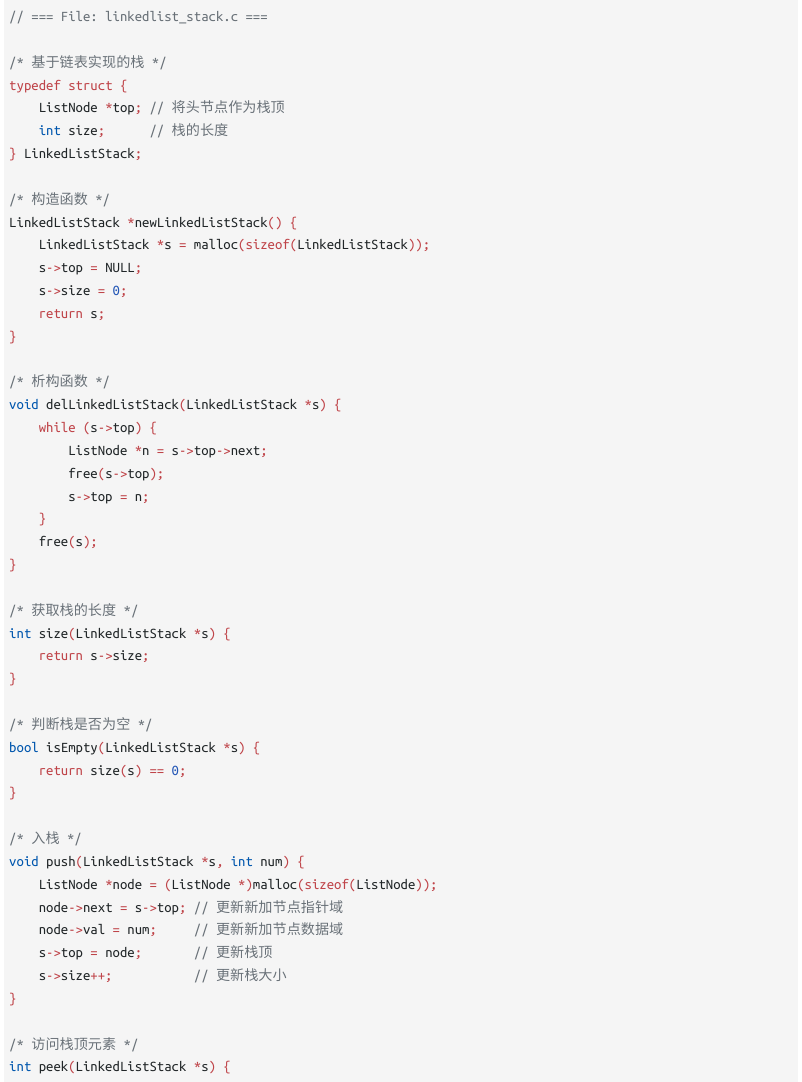 // === File: linkedlist_stack.c ===

/* 基于链表实现的栈 */
typedef struct {
    ListNode *top; // 将头节点作为栈顶
    int size;      // 栈的长度
} LinkedListStack;

/* 构造函数 */
LinkedListStack *newLinkedListStack() {
    LinkedListStack *s = malloc(sizeof(LinkedListStack));
    s->top = NULL;
    s->size = 0;
    return s;
}

/* 析构函数 */
void delLinkedListStack(LinkedListStack *s) {
    while (s->top) {
        ListNode *n = s->top->next;
        free(s->top);
        s->top = n;
    }
    free(s);
}

/* 获取栈的长度 */
int size(LinkedListStack *s) {
    return s->size;
}

/* 判断栈是否为空 */
bool isEmpty(LinkedListStack *s) {
    return size(s) == 0;
}

/* 入栈 */
void push(LinkedListStack *s, int num) {
    ListNode *node = (ListNode *)malloc(sizeof(ListNode));
    node->next = s->top; // 更新新加节点指针域
    node->val = num;     // 更新新加节点数据域
    s->top = node;       // 更新栈顶
    s->size++;           // 更新栈大小
}

/* 访问栈顶元素 */
int peek(LinkedListStack *s) {